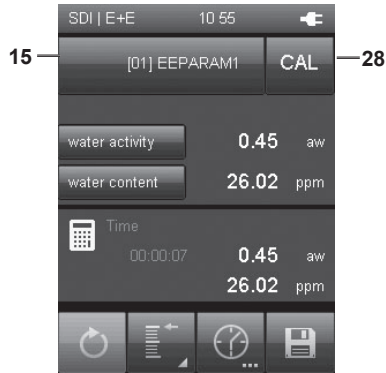 SDI | E+E 10 55
15 [01] EEPARAM1 CAL 28
water activity 0.45 aw
water content 26.02 ppm
Time
00:00:07 0.45 aw
26.02 ppm